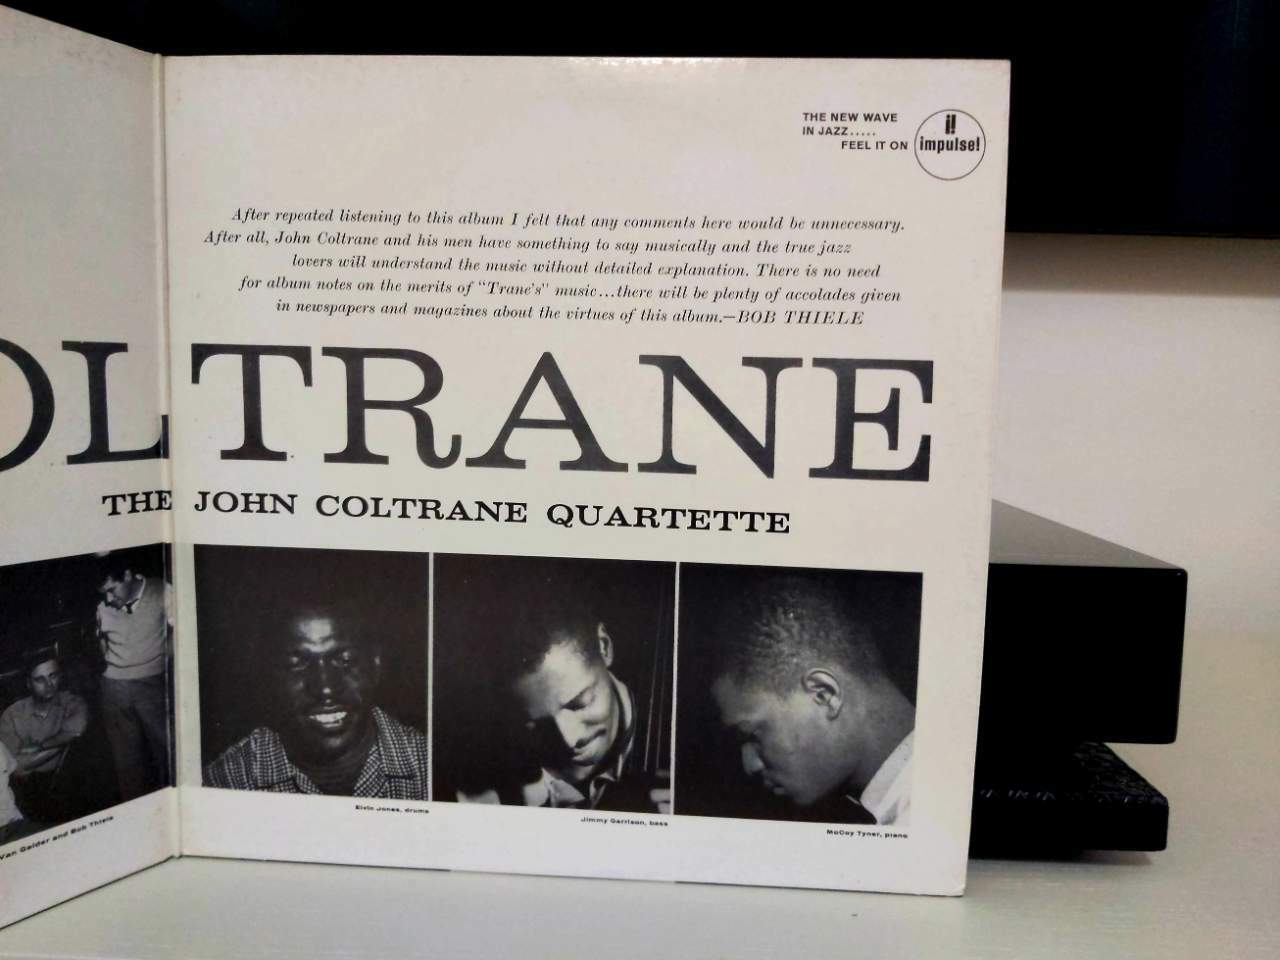 THE NEW WAVE
IN JAZZ.....
FEEL IT ON
i!
impulse!
After repeated listening to this album I felt that any comments here would be unnecessary.
After all, John Coltrane and his men have something to say musically and the true jazz
lovers will understand the music without detailed explanation. There is no need
for album notes on the merits of "Trane's" music...there will be plenty of accolades given
in newspapers and magazines about the virtues of this album.—BOB THIELE
OLTRANE
THE JOHN COLTRANE QUARTETTE
Van Gelder and Bob Thiele
Elvin Jones, drums
Jimmy Garrison, bass
McCoy Tyner, piano